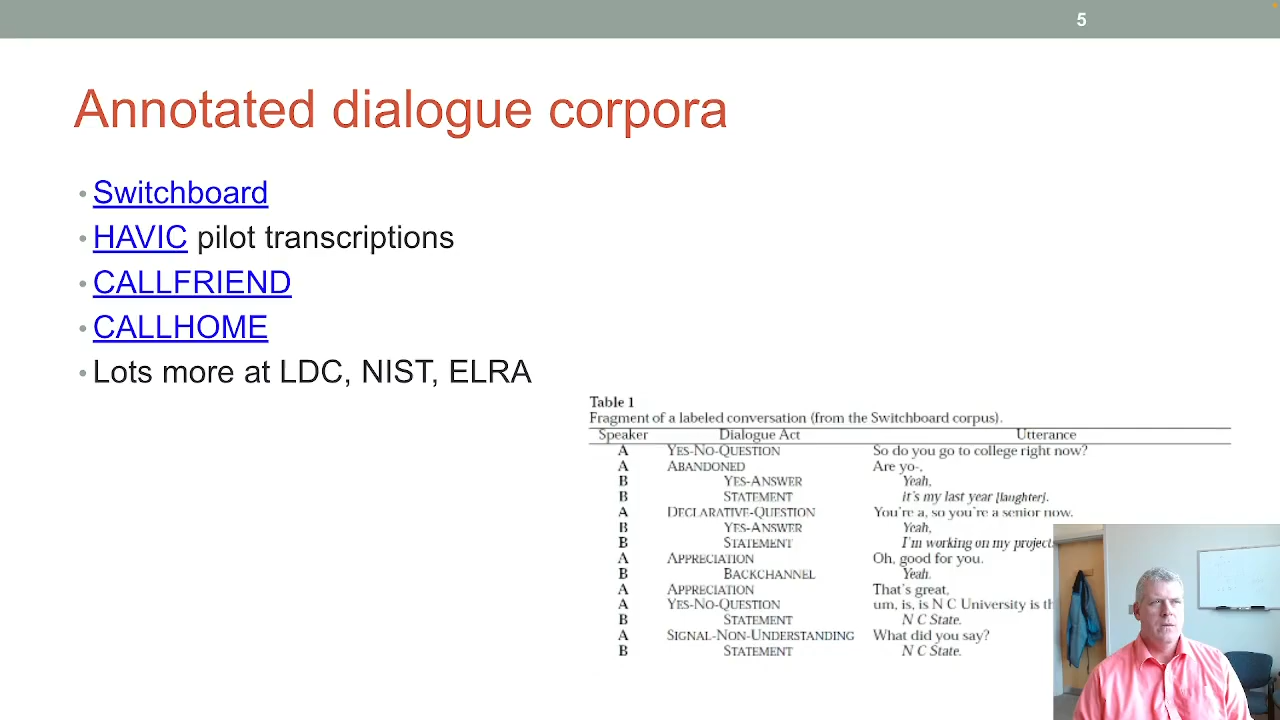 5
Annotated dialogue corpora
• Switchboard
• HAVIC pilot transcriptions
• CALLFRIEND
• CALLHOME
• Lots more at LDC, NIST, ELRA
Table 1
Fragment of a labeled conversation (from the Switchboard corpus).
Speaker Dialogue Act Utterance
A YES-NO-QUESTION So do you go to college right now?
A ABANDONED Are yo-,
B YES-ANSWER Yeah,
B STATEMENT it's my last year [laughter].
A DECLARATIVE-QUESTION You're a, so you're a senior now.
B YES-ANSWER Yeah,
B STATEMENT I'm working on my projects
A APPRECIATION Oh, good for you.
B BACKCHANNEL Yeah.
A APPRECIATION That's great,
A YES-NO-QUESTION um, is, is N C University is
B STATEMENT N C State.
A SIGNAL-NON-UNDERSTANDING What did you say?
B STATEMENT N C State.